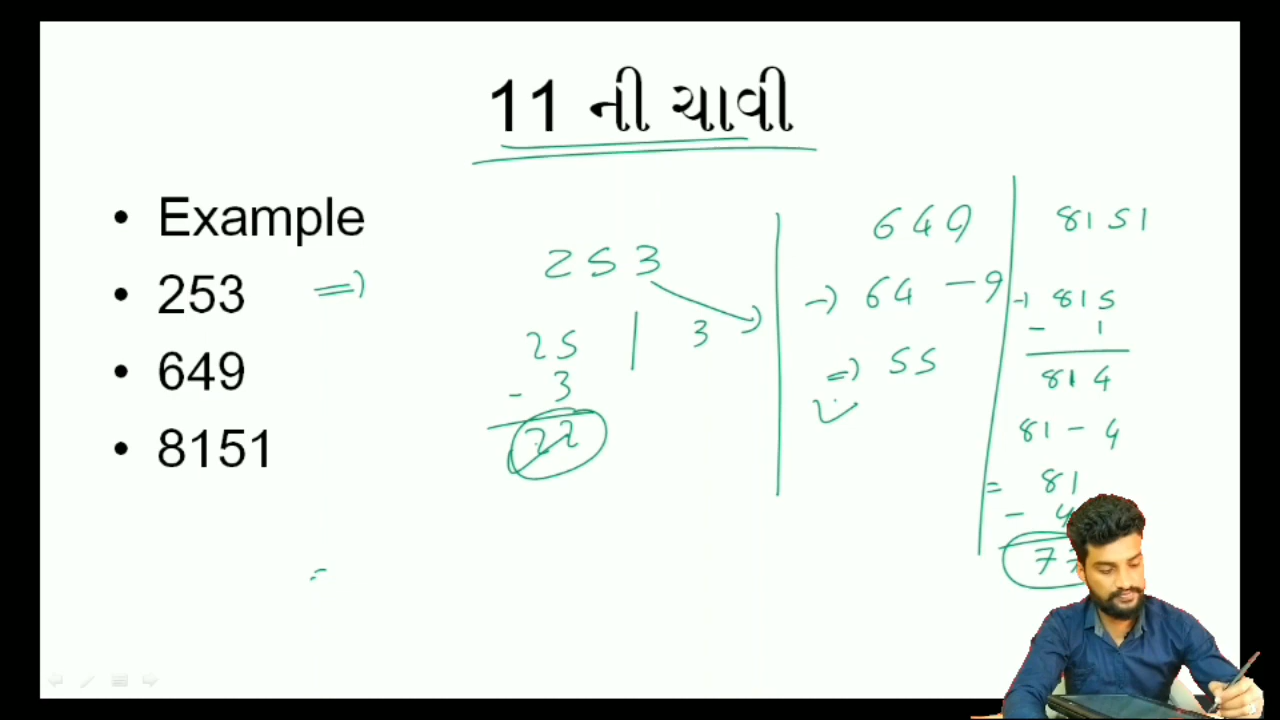 11 ની ચાવી
• Example
• 253 =)
• 649
• 8151
253
25 | 3
- 3
22
649
-) 64 - 9
=) 55
8151
-) 815
- 1
814
81 - 4
= 81
- 4
77
=